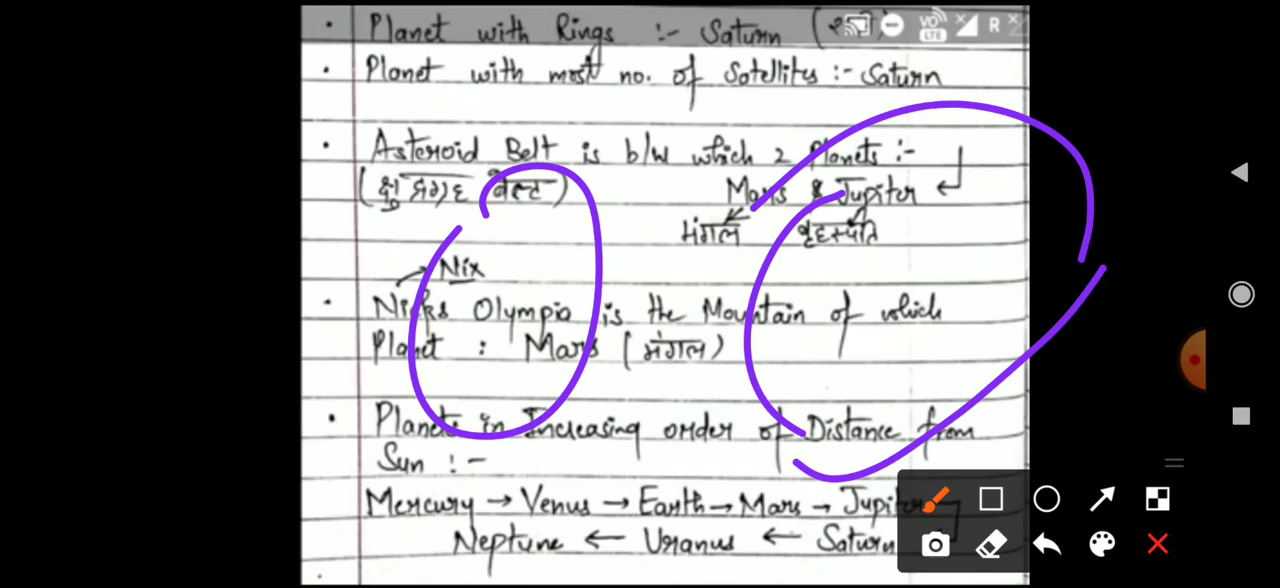 • Planet with Rings :- Saturn (
VO LTE R
• Planet with most no. of Satellites :- Saturn
• Asteroid Belt is b/w which 2 Planets :-
(क्षुद्रग्रह बेल्ट) Mars & Jupiter
मंगल बृहस्पति
Nix
• Nicks Olympia is the Mountain of which
Planet : Mars (मंगल)
• Planets in Increasing order of Distance from
Sun :-
Mercury → Venus → Earth → Mars → Jupiter
Neptune ← Uranus ← Saturn